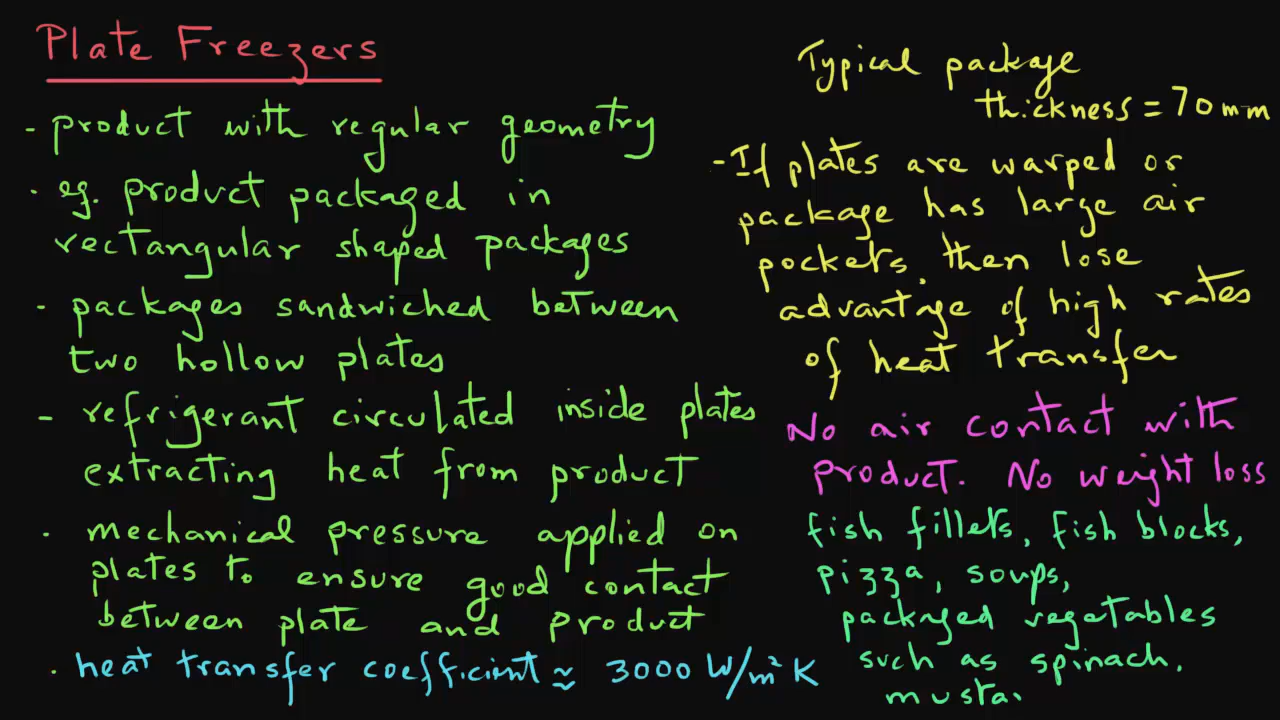 Plate Freezers
- product with regular geometry
- eg. product packaged in
rectangular shaped packages
- packages sandwiched between
two hollow plates
- refrigerant circulated inside plates
extracting heat from product
- mechanical pressure applied on
plates to ensure good contact
between plate and product
- heat transfer coefficient ≈ 3000 W/m²K
Typical package
thickness = 70 mm
- If plates are warped or
package has large air
pockets, then lose
advantage of high rates
of heat transfer
No air contact with
product. No weight loss
fish fillets, fish blocks,
pizza, soups,
packaged vegetables
such as spinach,
musta